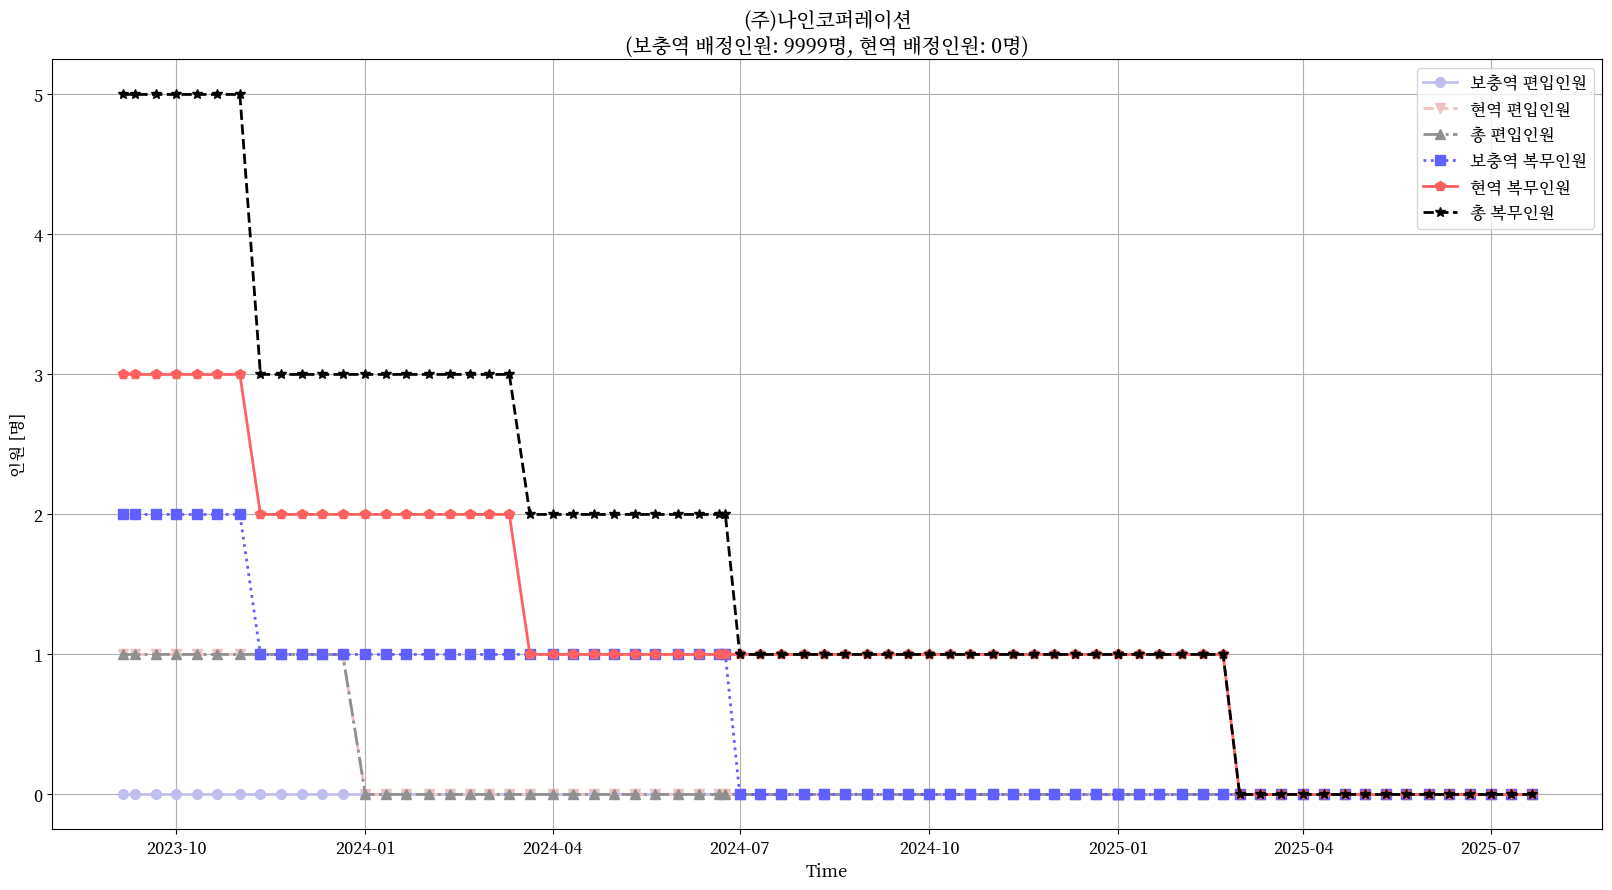 (주)나인코퍼레이션
(보충역 배정인원: 9999명, 현역 배정인원: 0명)
보충역 편입인원
현역 편입인원
총 편입인원
보충역 복무인원
현역 복무인원
총 복무인원
인원 [명]
5
4
3
2
1
0
2023-10
2024-01
2024-04
2024-07
2024-10
2025-01
2025-04
2025-07
Time